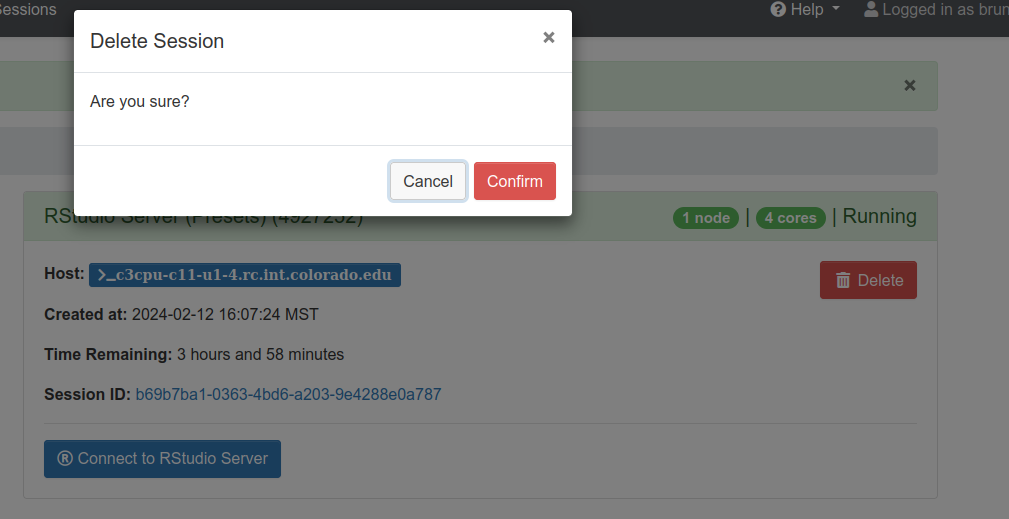 essions
Help
Logged in as brun
Delete Session
×
Are you sure?
×
Cancel
Confirm
RStudio Server (Presets) (4927252)
1 node | 4 cores | Running
Host: >_c3cpu-c11-u1-4.rc.int.colorado.edu
Delete
Created at: 2024-02-12 16:07:24 MST
Time Remaining: 3 hours and 58 minutes
Session ID: b69b7ba1-0363-4bd6-a203-9e4288e0a787
® Connect to RStudio Server